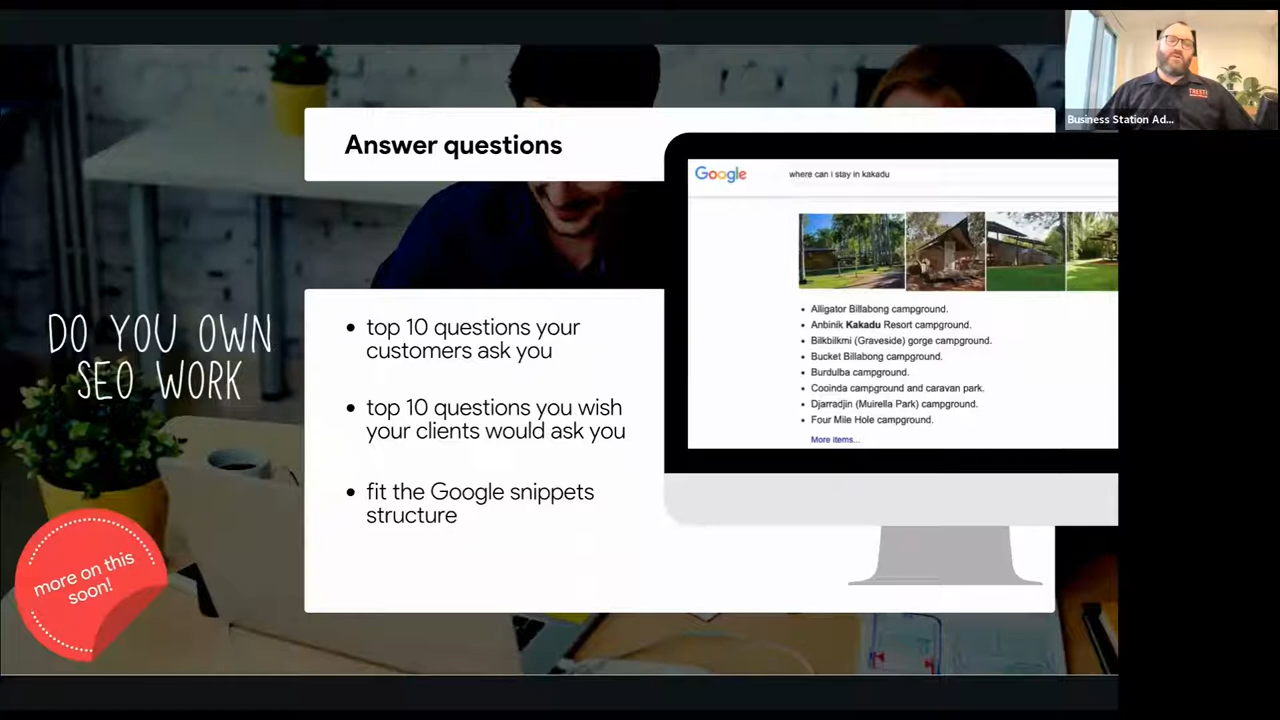 Answer questions
DO YOU OWN
SEO WORK
more on this
soon!
top 10 questions your
customers ask you
top 10 questions you wish
your clients would ask you
fit the Google snippets
structure
Google
where can i stay in kakadu
Alligator Billabong campground.
Anbinik Kakadu Resort campground.
Bilkbilkmi (Graveside) gorge campground.
Bucket Billabong campground.
Burdulba campground.
Cooinda campground and caravan park.
Djarradjin (Muirella Park) campground.
Four Mile Hole campground.
More items...
Business Station Ad...